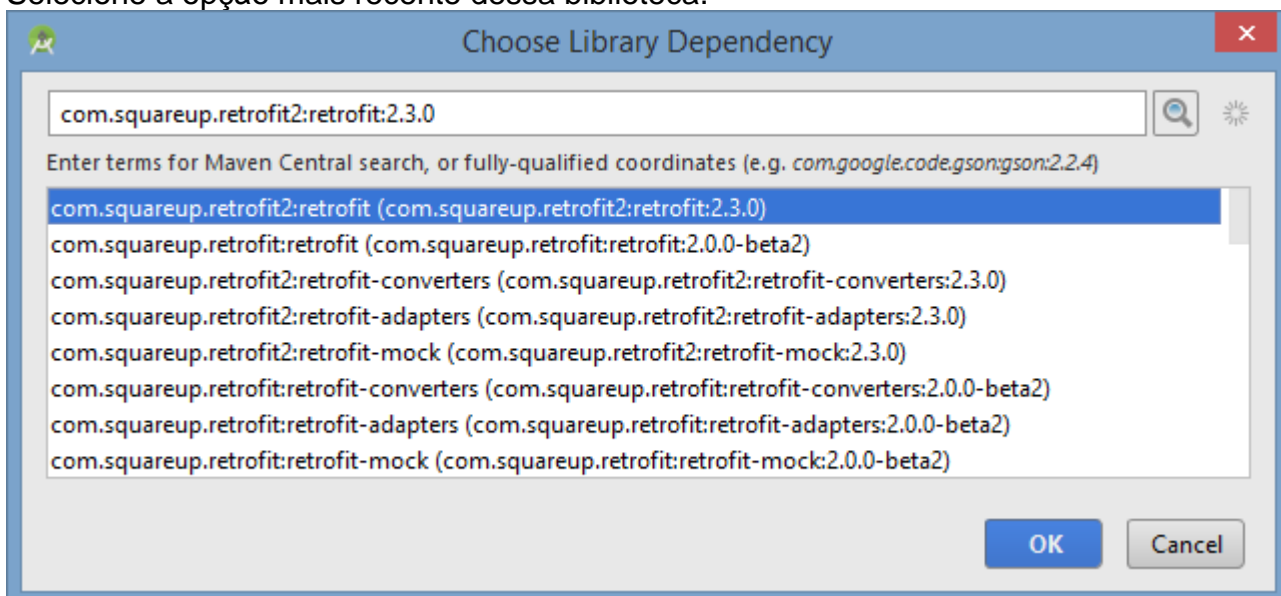 Selecione a opção mais recente dessa biblioteca.
Choose Library Dependency
com.squareup.retrofit2:retrofit:2.3.0
Enter terms for Maven Central search, or fully-qualified coordinates (e.g. com.google.code.gson:gson:2.2.4)
com.squareup.retrofit2:retrofit (com.squareup.retrofit2:retrofit:2.3.0)
com.squareup.retrofit:retrofit (com.squareup.retrofit:retrofit:2.0.0-beta2)
com.squareup.retrofit2:retrofit-converters (com.squareup.retrofit2:retrofit-converters:2.3.0)
com.squareup.retrofit2:retrofit-adapters (com.squareup.retrofit2:retrofit-adapters:2.3.0)
com.squareup.retrofit2:retrofit-mock (com.squareup.retrofit2:retrofit-mock:2.3.0)
com.squareup.retrofit:retrofit-converters (com.squareup.retrofit:retrofit-converters:2.0.0-beta2)
com.squareup.retrofit:retrofit-adapters (com.squareup.retrofit:retrofit-adapters:2.0.0-beta2)
com.squareup.retrofit:retrofit-mock (com.squareup.retrofit:retrofit-mock:2.0.0-beta2)
OK Cancel